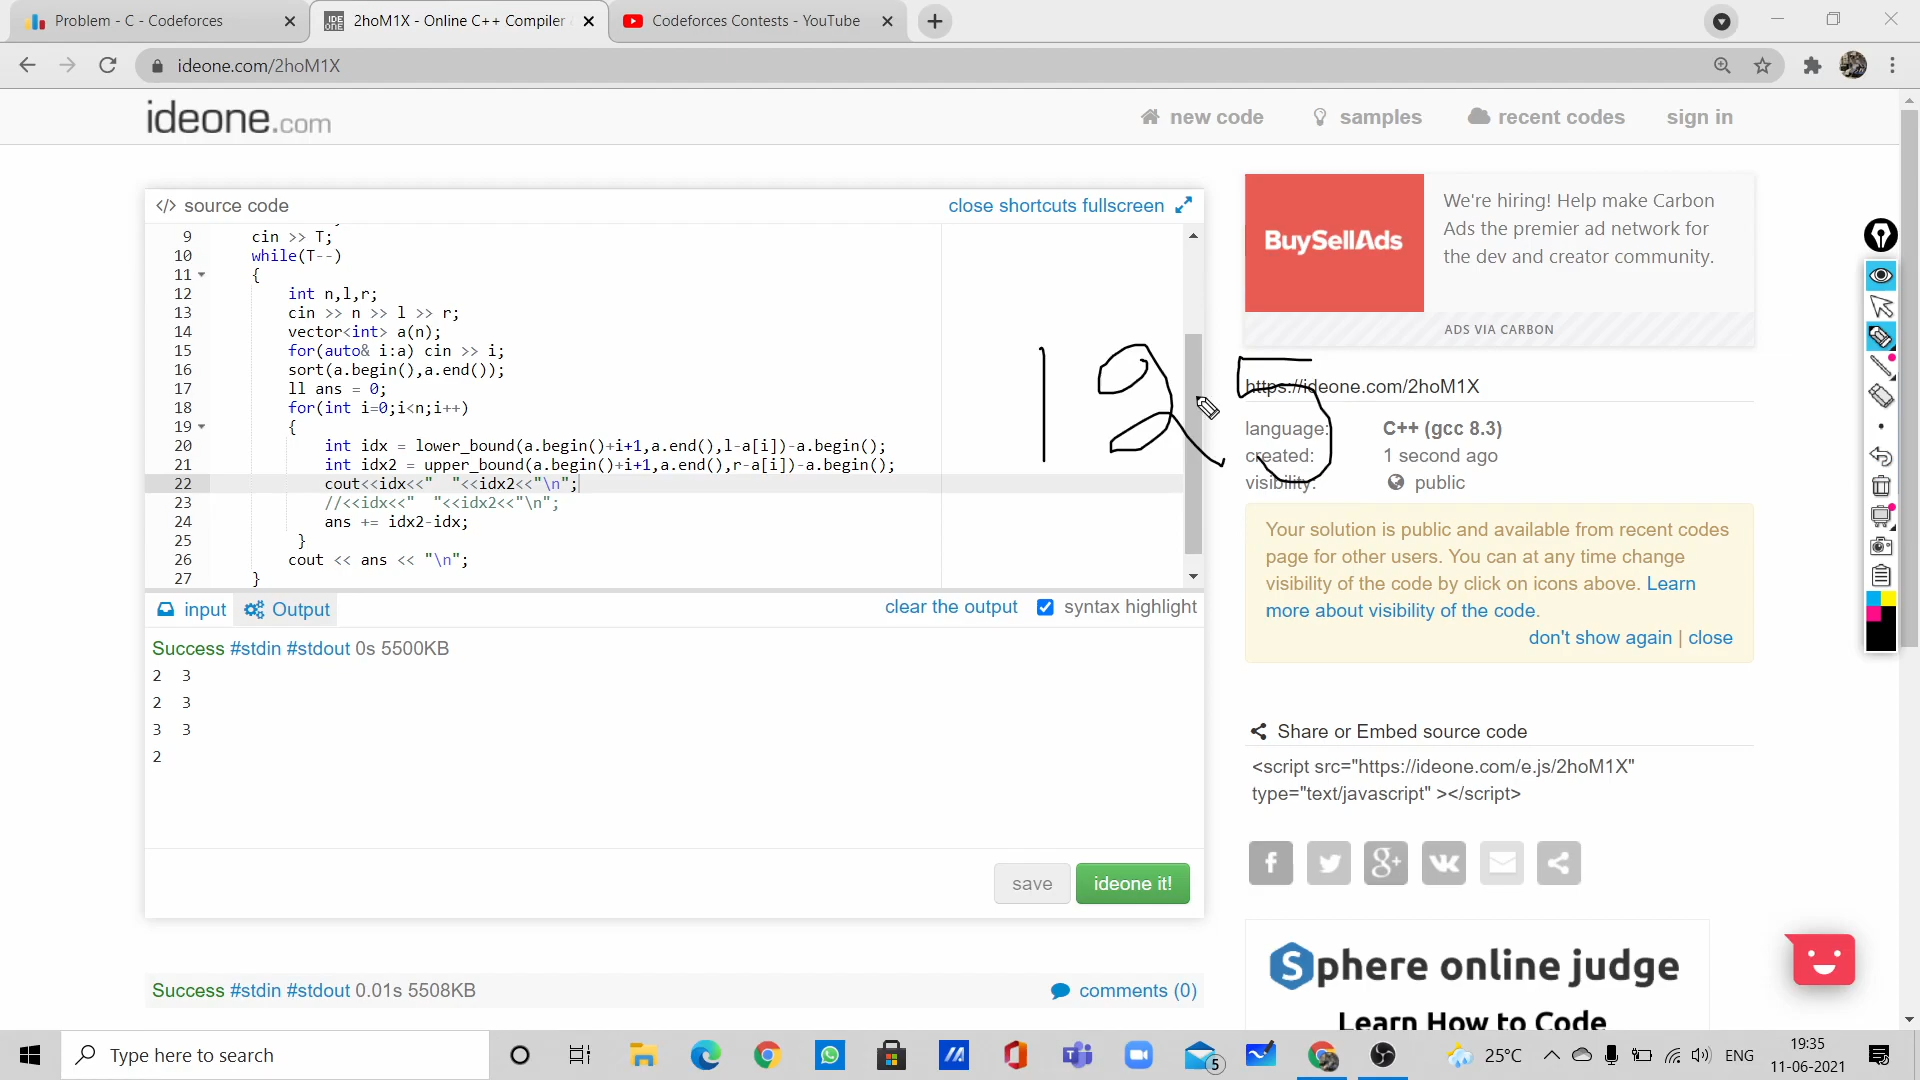 Problem - C - Codeforces
2hoM1X - Online C++ Compiler
Codeforces Contests - YouTube
ideone.com/2hoM1X
ideone.com
new code
samples
recent codes
sign in
</> source code
close shortcuts fullscreen
9 cin >> T;
10 while(T--)
11 {
12 int n,l,r;
13 cin >> n >> l >> r;
14 vector<int> a(n);
15 for(auto& i:a) cin >> i;
16 sort(a.begin(),a.end());
17 ll ans = 0;
18 for(int i=0;i<n;i++)
19 {
20 int idx = lower_bound(a.begin()+i+1,a.end(),l-a[i])-a.begin();
21 int idx2 = upper_bound(a.begin()+i+1,a.end(),r-a[i])-a.begin();
22 cout<<idx<<"  "<<idx2<<"\n";
23 //<<idx<<"  "<<idx2<<"\n";
24 ans += idx2-idx;
25 }
26 cout << ans << "\n";
27 }
1 2 5
input
Output
clear the output
syntax highlight
Success #stdin #stdout 0s 5500KB
2 3
2 3
3 3
2
save
ideone it!
Success #stdin #stdout 0.01s 5508KB
comments (0)
BuySellAds
We're hiring! Help make Carbon
Ads the premier ad network for
the dev and creator community.
ADS VIA CARBON
https://ideone.com/2hoM1X
language: C++ (gcc 8.3)
created: 1 second ago
visibility: public
Your solution is public and available from recent codes
page for other users. You can at any time change
visibility of the code by click on icons above. Learn
more about visibility of the code.
don't show again | close
Share or Embed source code
<script src="https://ideone.com/e.js/2hoM1X"
type="text/javascript" ></script>
Sphere online judge
Learn How to Code
Type here to search
5
25°C
ENG
19:35
11-06-2021